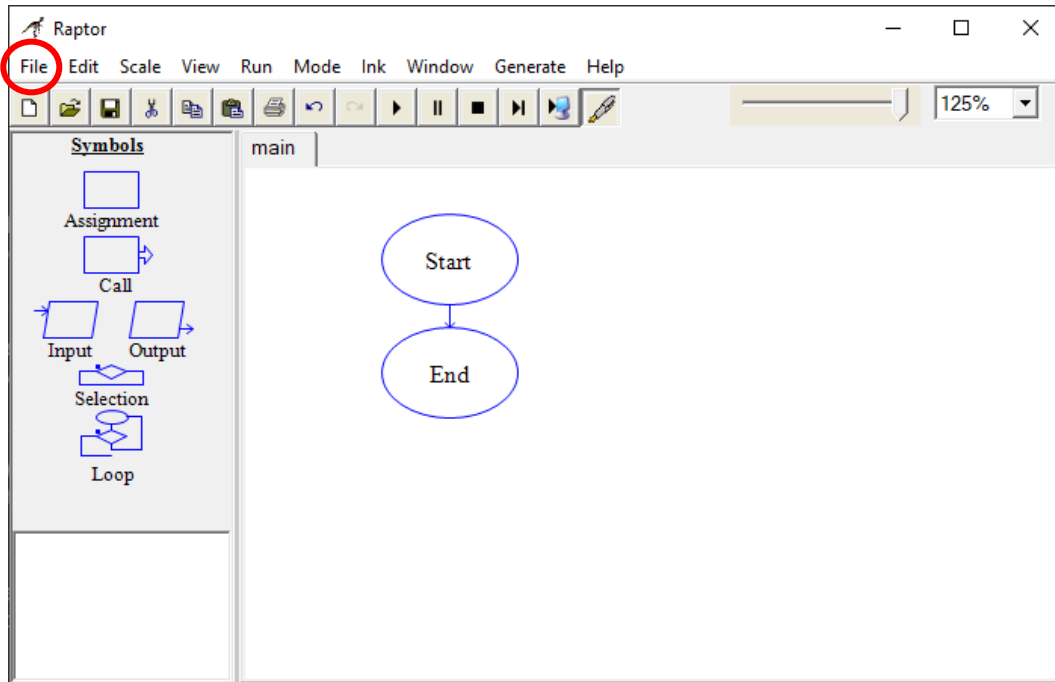 Raptor
File Edit Scale View Run Mode Ink Window Generate Help
125%
Symbols
main
Assignment
Call
Input Output
Selection
Loop
Start
End